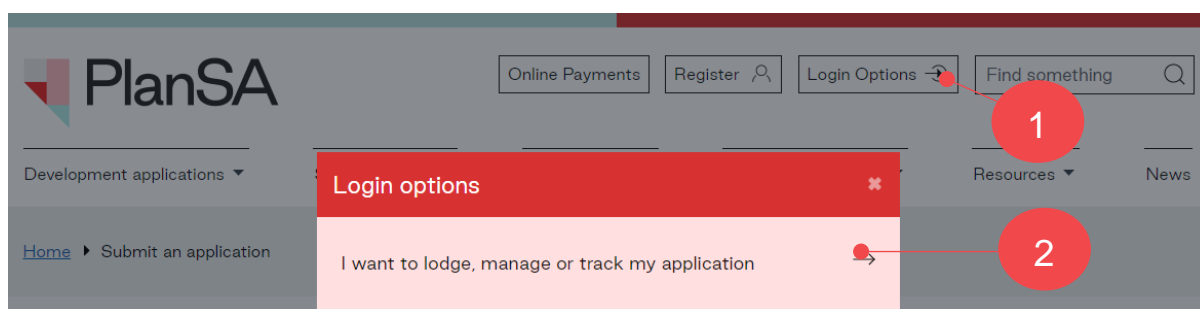 PlanSA
Online Payments
Register
Login Options
Find something
1
Development applications
Resources
News
Login options
Home Submit an application
I want to lodge, manage or track my application
2